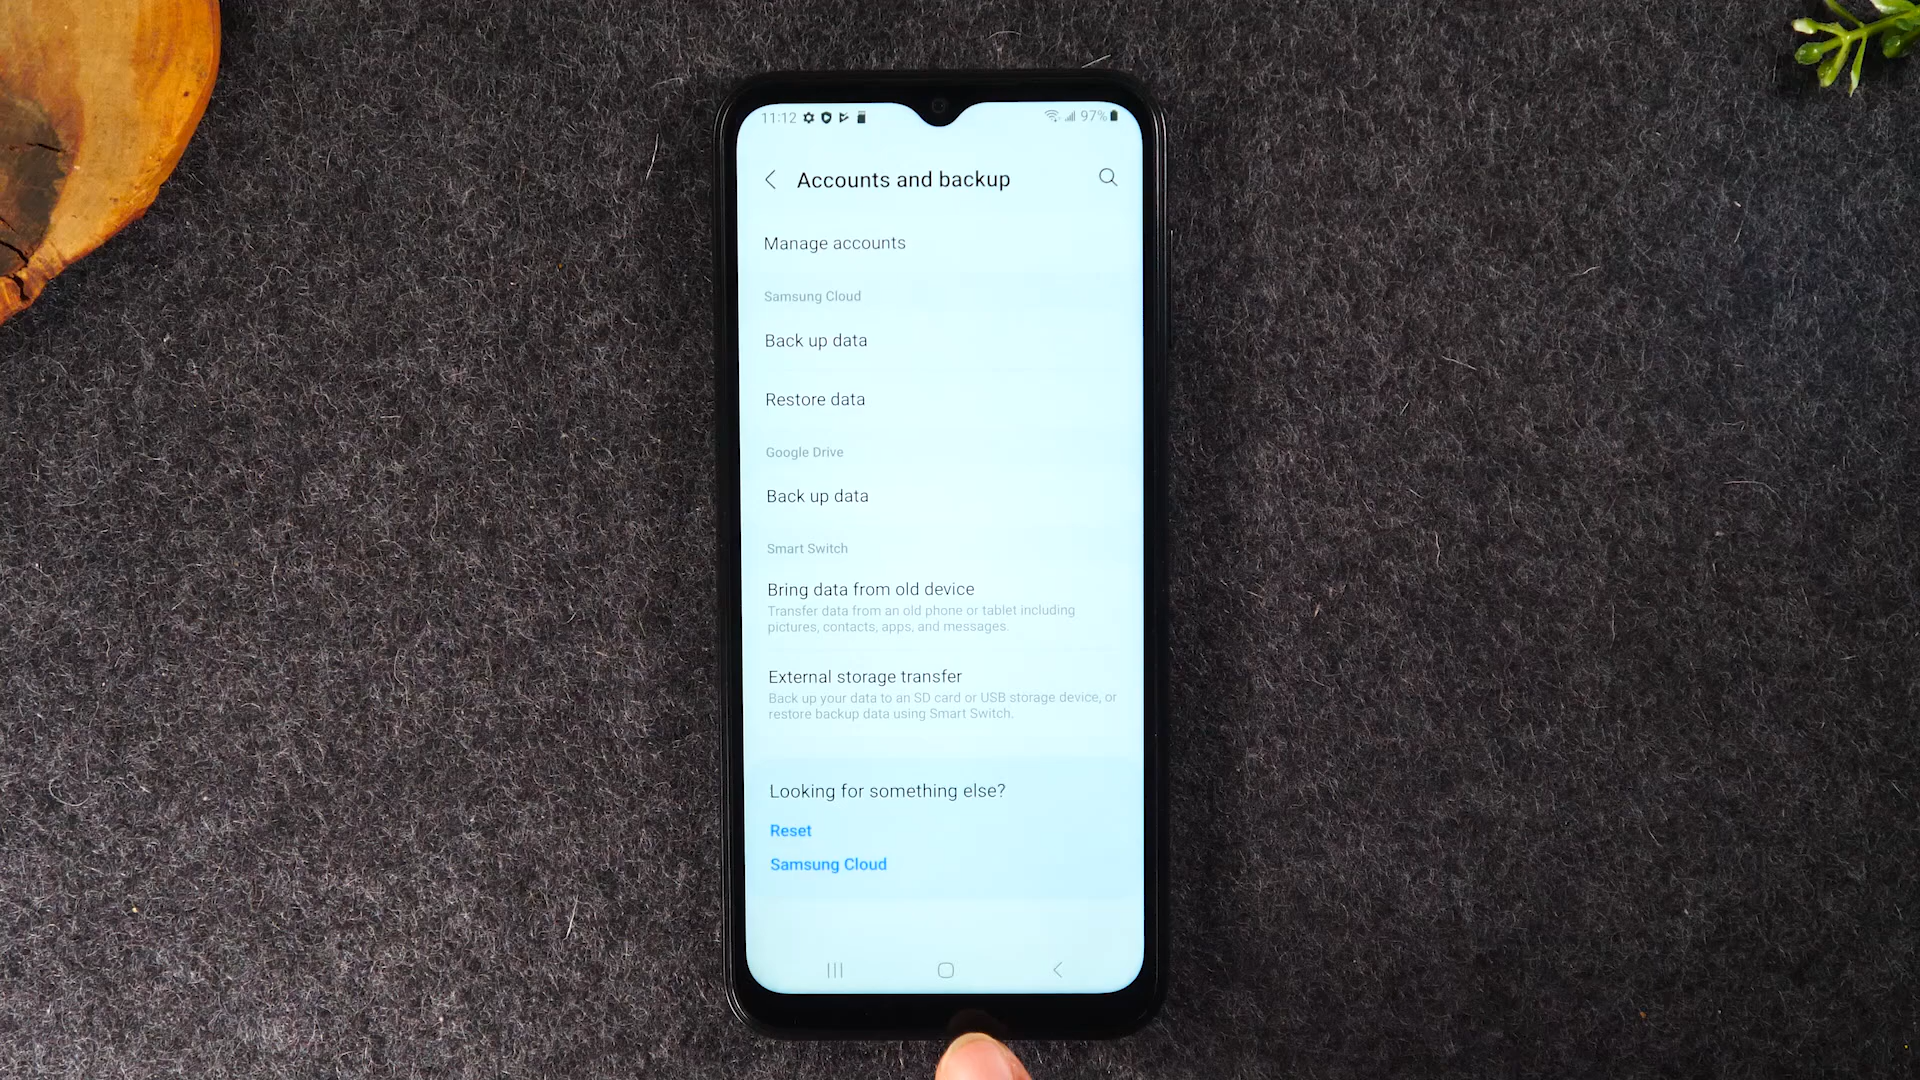 11:12 97%
Accounts and backup
Manage accounts
Samsung Cloud
Back up data
Restore data
Google Drive
Back up data
Smart Switch
Bring data from old device
Transfer data from an old phone or tablet including
pictures, contacts, apps, and messages.
External storage transfer
Back up your data to an SD card or USB storage device, or
restore backup data using Smart Switch.
Looking for something else?
Reset
Samsung Cloud